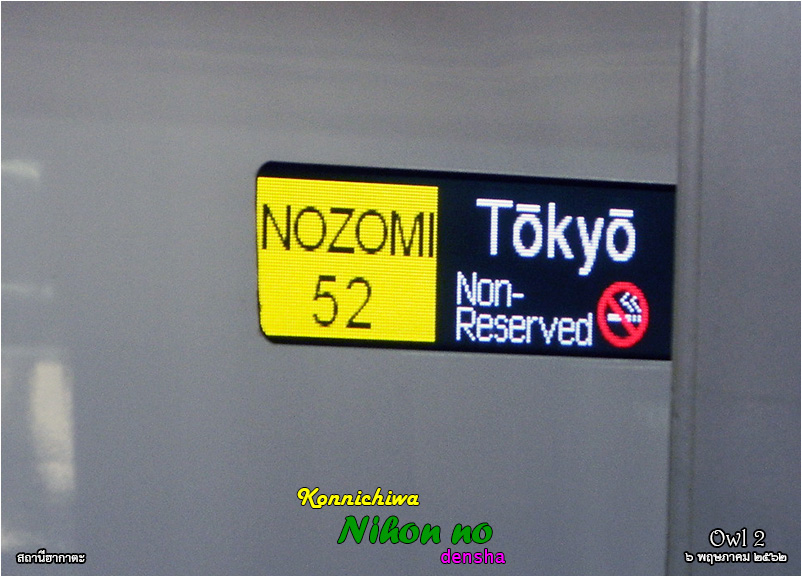 NOZOMI
52
Tōkyō
Non-
Reserved
Konnichiwa
Nihon no
densha
สถานีฮากาตะ
Owl 2
๖ พฤษภาคม ๒๕๖๒